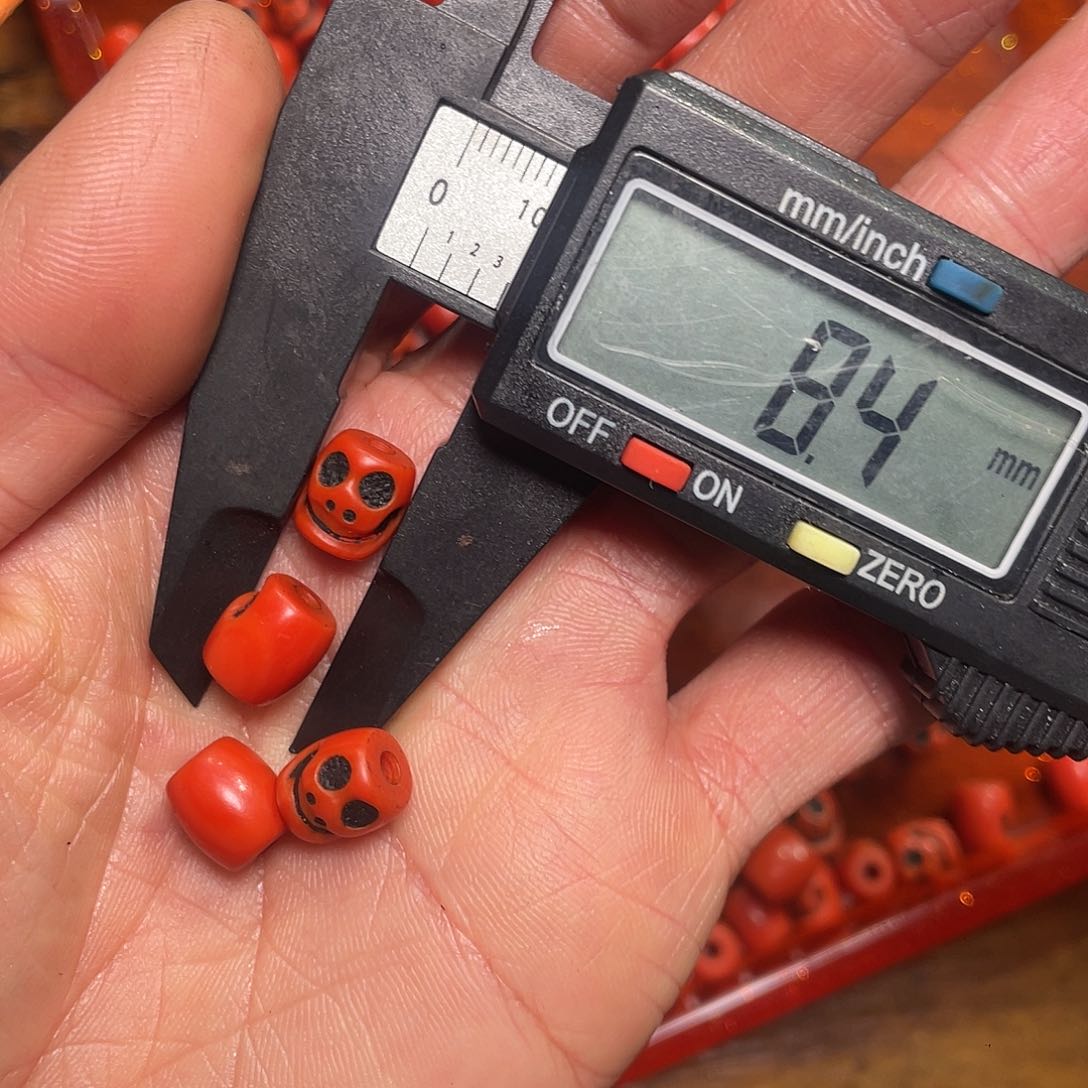 0 10
1 2 3
mm/inch
8.4 mm
OFF ON
ZERO